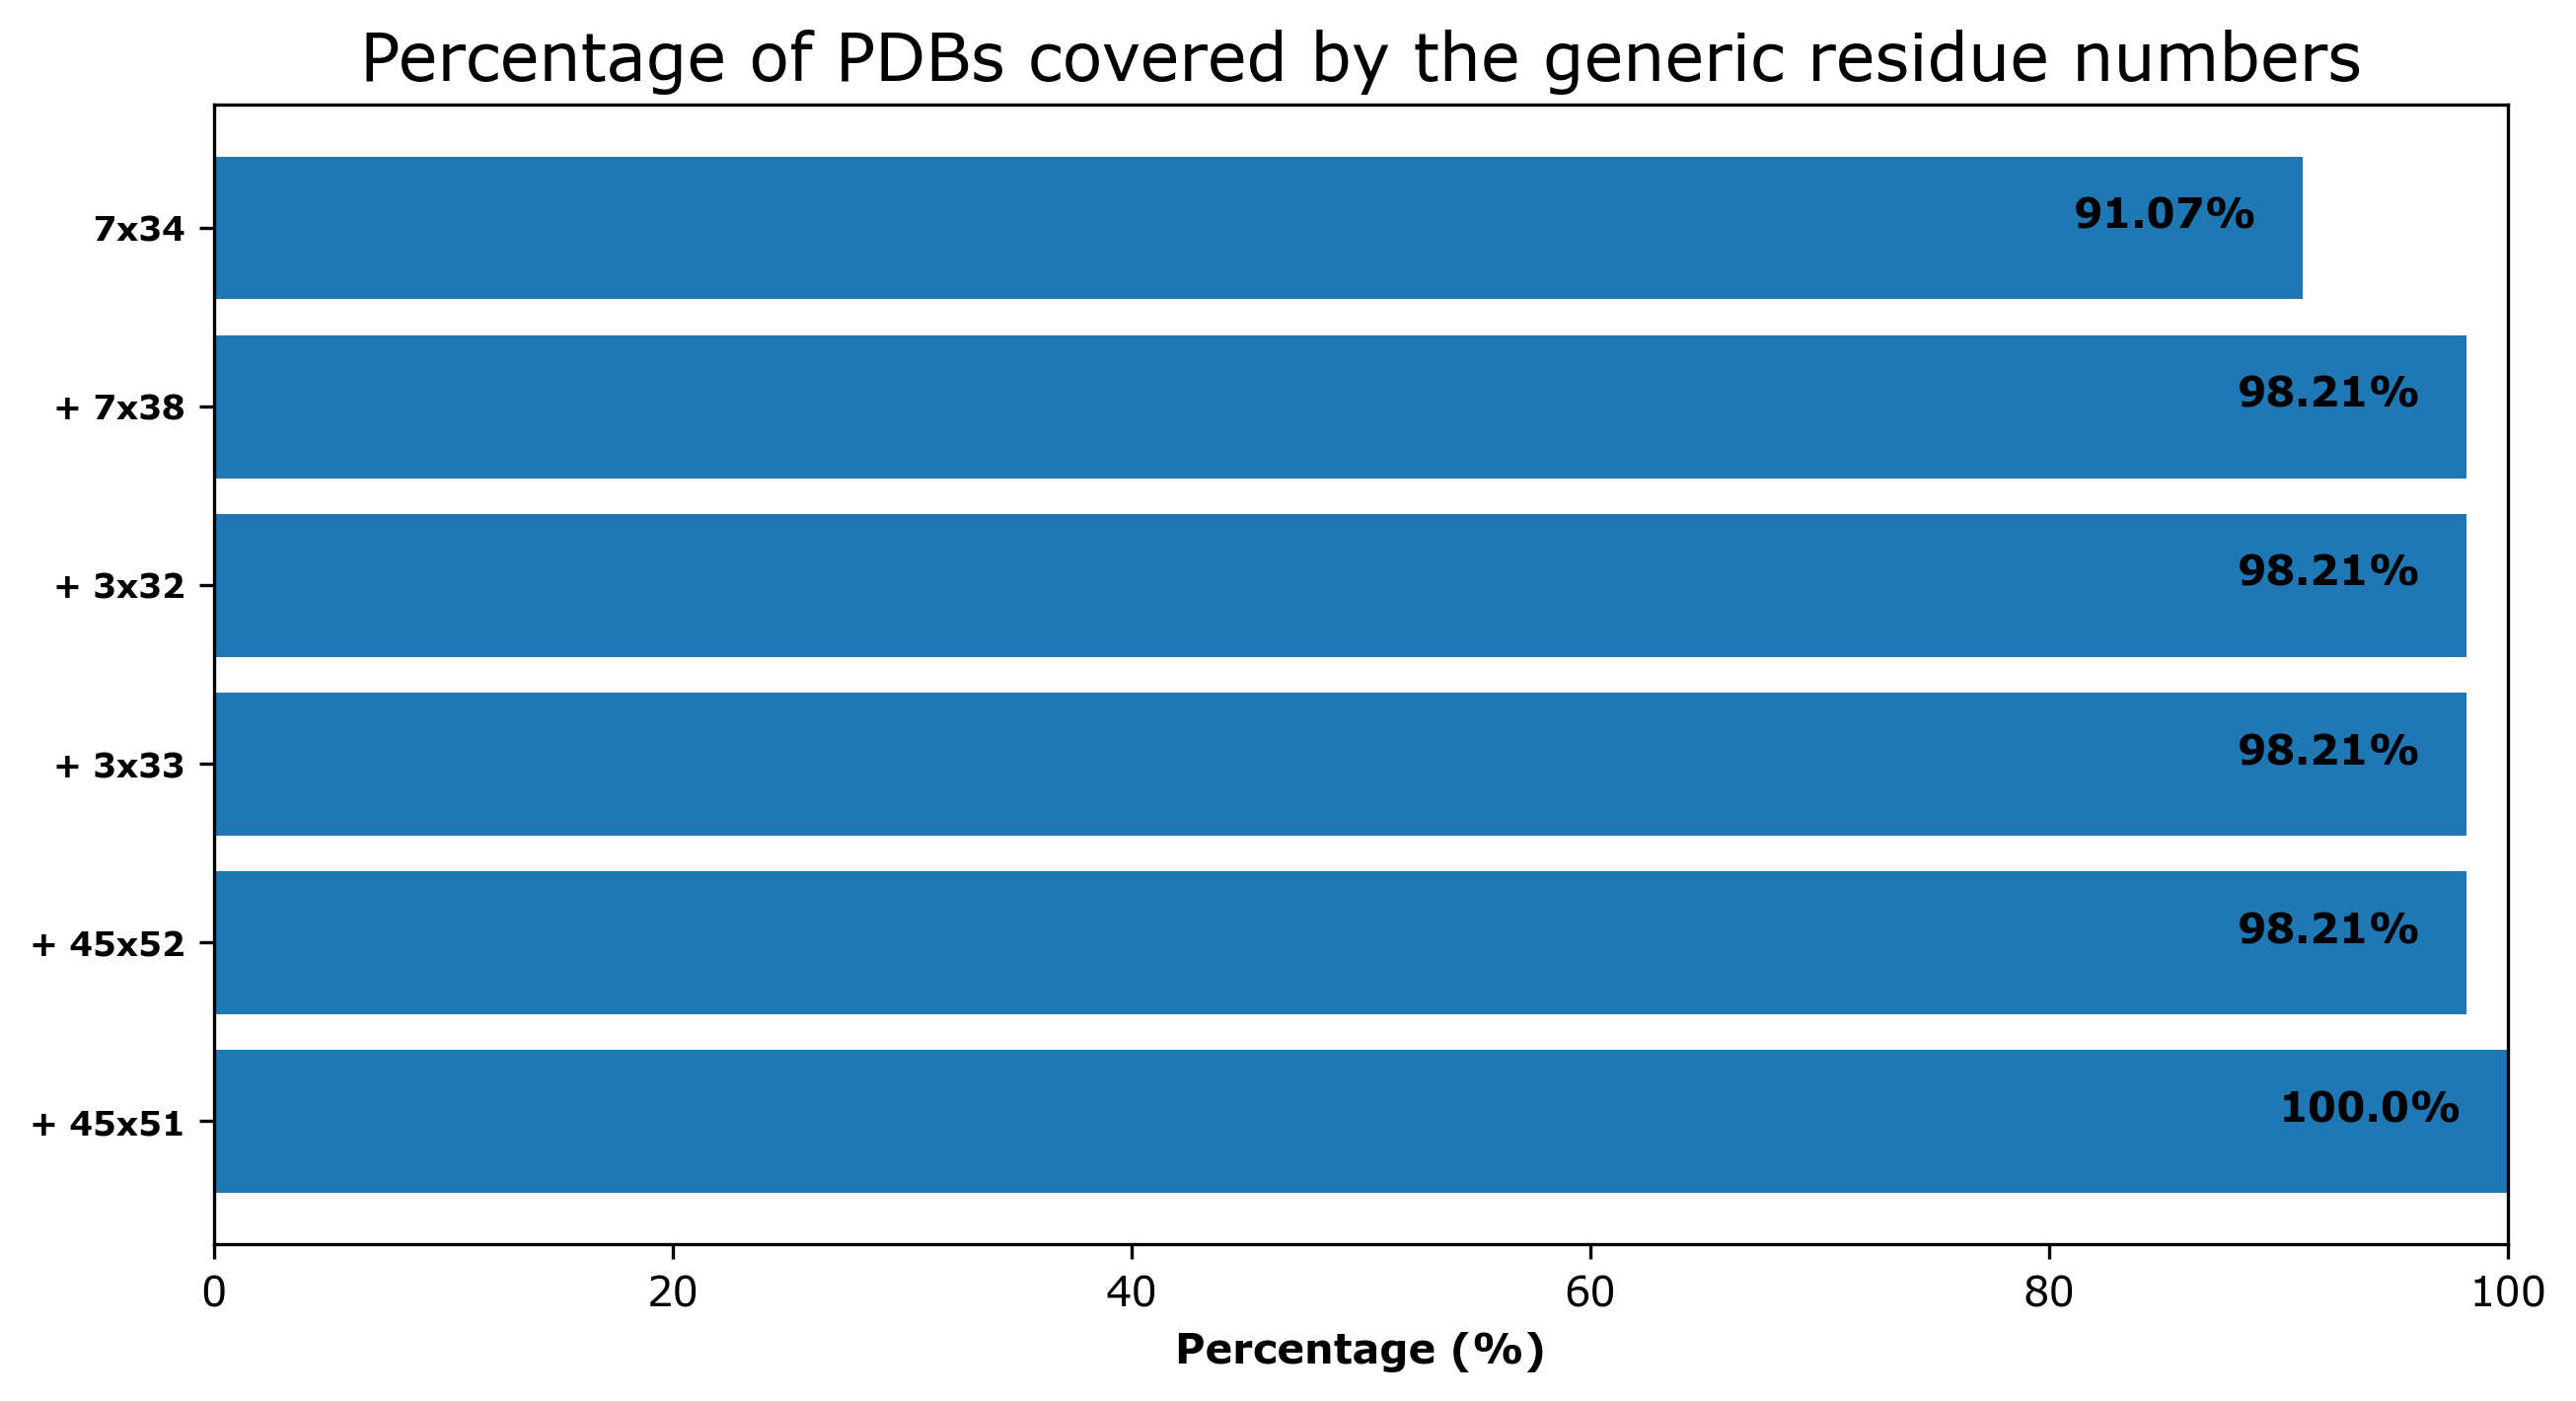 Percentage of PDBs covered by the generic residue numbers
7x34 91.07%
+ 7x38 98.21%
+ 3x32 98.21%
+ 3x33 98.21%
+ 45x52 98.21%
+ 45x51 100.0%
0 20 40 60 80 100
Percentage (%)